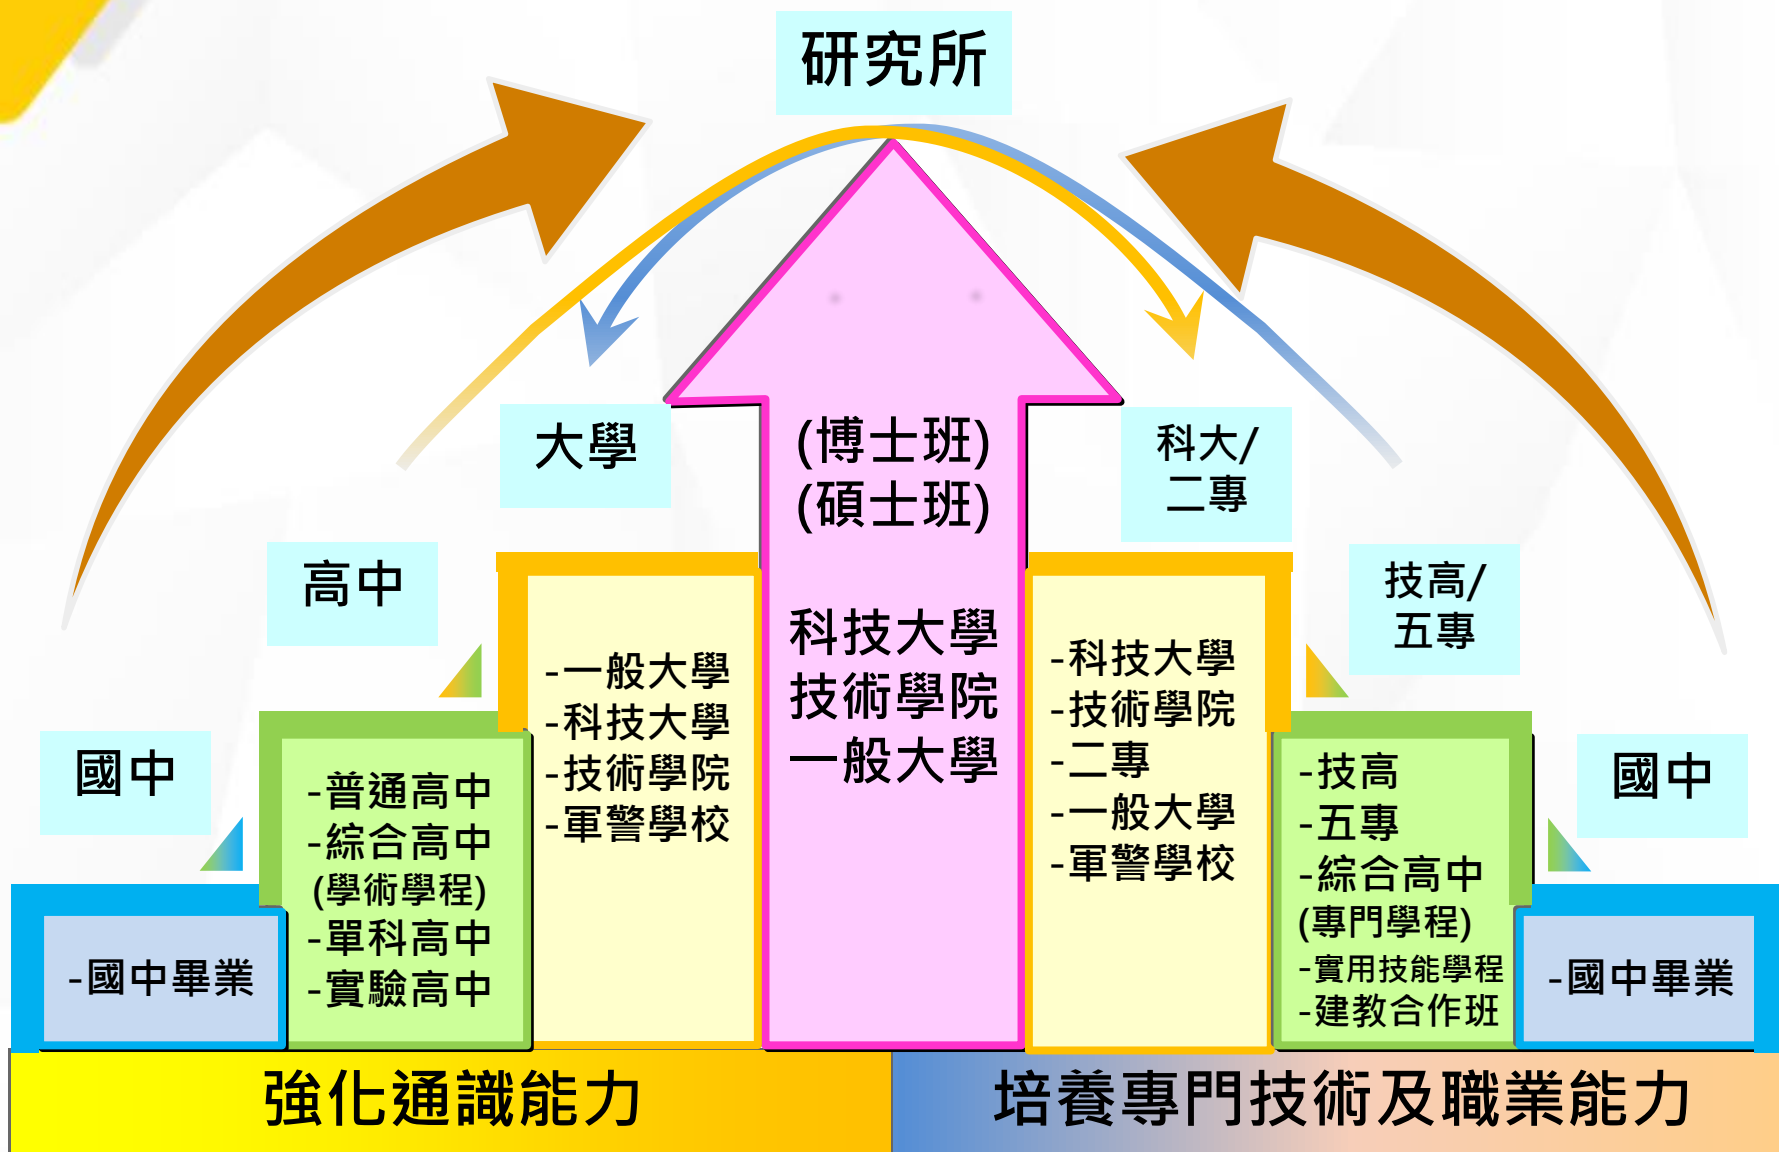 研究所
大學
(博士班)
(碩士班)
科技大學
技術學院
一般大學
科大/
二專
高中
技高/
五專
國中
國中
-國中畢業
-普通高中
-綜合高中
(學術學程)
-單科高中
-實驗高中
-一般大學
-科技大學
-技術學院
-軍警學校
-科技大學
-技術學院
-二專
-一般大學
-軍警學校
-技高
-五專
-綜合高中
(專門學程)
-實用技能學程
-建教合作班
-國中畢業
強化通識能力
培養專門技術及職業能力